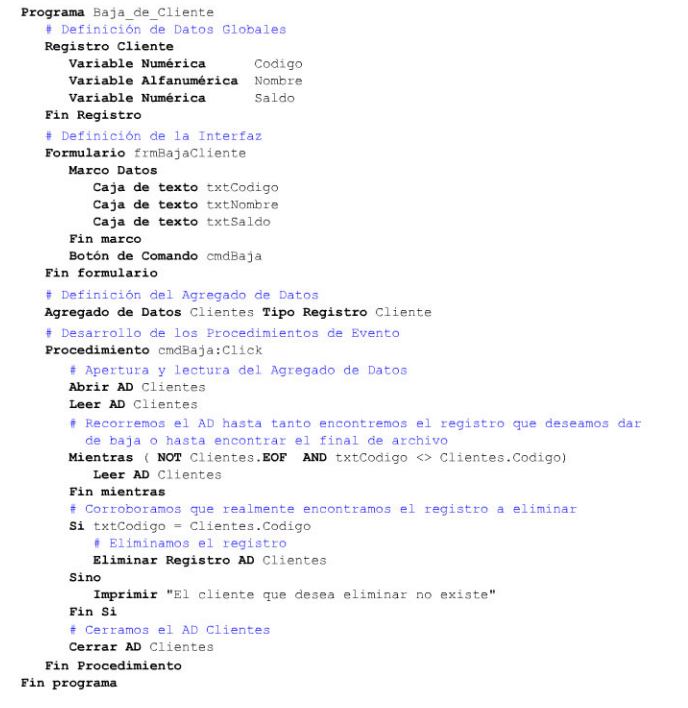 Programa Baja_de_Cliente
# Definición de Datos Globales
Registro Cliente
Variable Numérica Codigo
Variable Alfanumérica Nombre
Variable Numérica Saldo
Fin Registro
# Definición de la Interfaz
Formulario frmBajaCliente
Marco Datos
Caja de texto txtCodigo
Caja de texto txtNombre
Caja de texto txtSaldo
Fin marco
Botón de Comando cmdBaja
Fin formulario
# Definición del Agregado de Datos
Agregado de Datos Clientes Tipo Registro Cliente
# Desarrollo de los Procedimientos de Evento
Procedimiento cmdBaja:Click
# Apertura y lectura del Agregado de Datos
Abrir AD Clientes
Leer AD Clientes
# Recorremos el AD hasta tanto encontremos el registro que deseamos dar
de baja o hasta encontrar el final de archivo
Mientras ( NOT Clientes.EOF AND txtCodigo <> Clientes.Codigo)
Leer AD Clientes
Fin mientras
# Corroboramos que realmente encontramos el registro a eliminar
Si txtCodigo = Clientes.Codigo
# Eliminamos el registro
Eliminar Registro AD Clientes
Sino
Imprimir "El cliente que desea eliminar no existe"
Fin Si
# Cerramos el AD Clientes
Cerrar AD Clientes
Fin Procedimiento
Fin programa